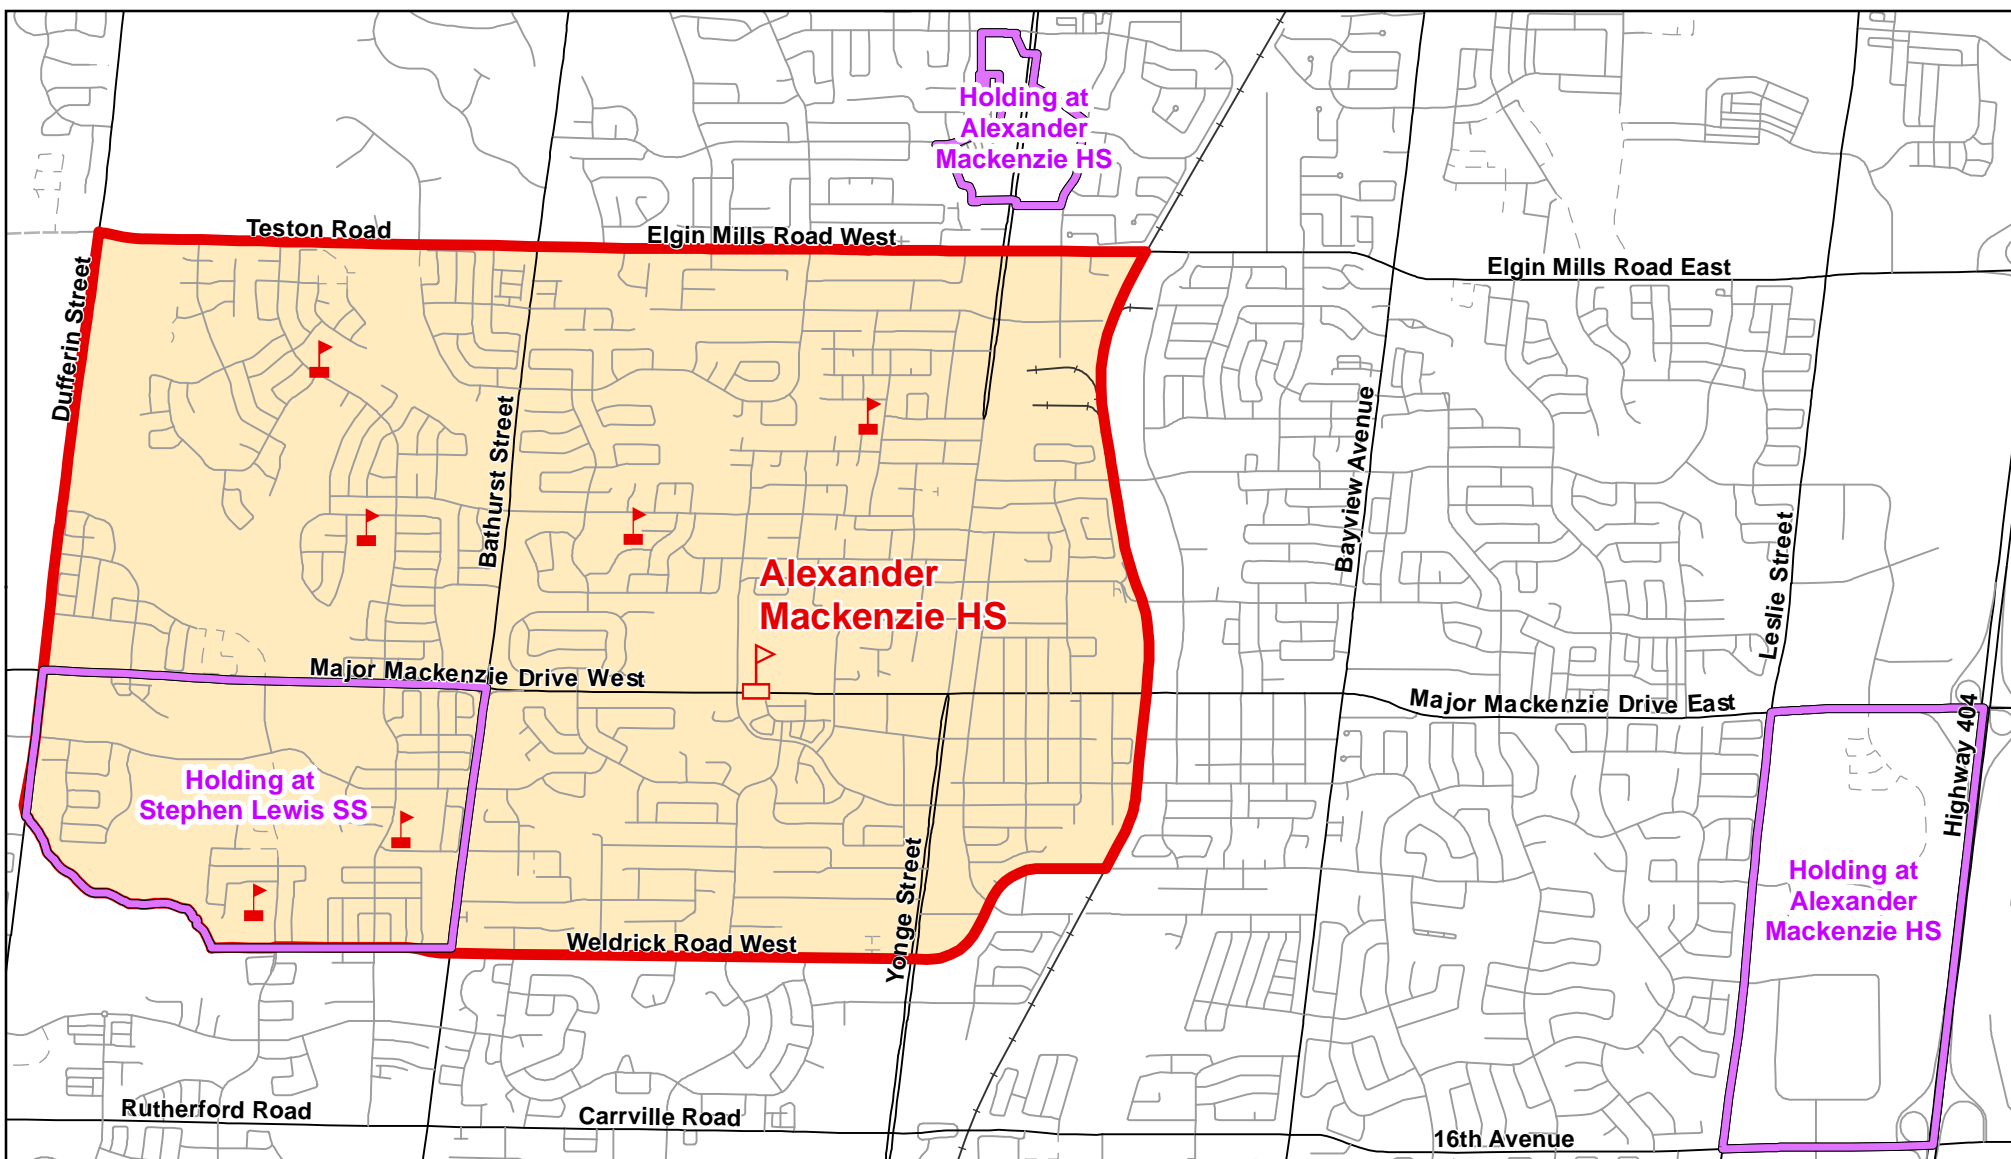 Holding at
Alexander
Mackenzie HS
Teston Road
Elgin Mills Road West
Elgin Mills Road East
Dufferin Street
Bathurst Street
Bayview Avenue
Leslie Street
Alexander
Mackenzie HS
Major Mackenzie Drive West
Major Mackenzie Drive East
Highway 404
Holding at
Stephen Lewis SS
Yonge Street
Holding at
Alexander
Mackenzie HS
Weldrick Road West
Rutherford Road
Carrville Road
16th Avenue